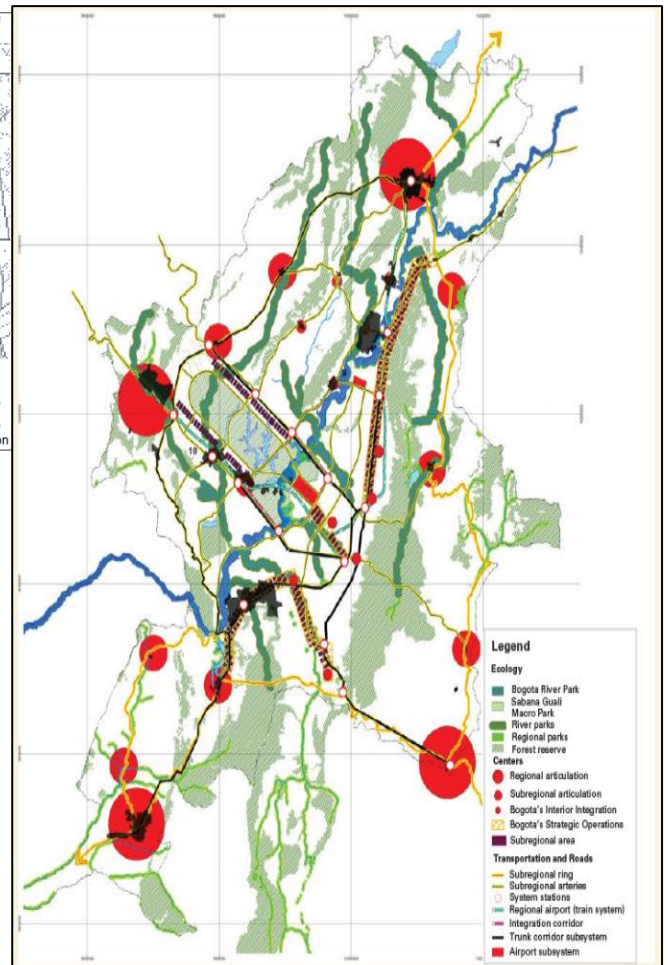 on
10
Legend
Ecology
Bogota River Park
Sabana Guali
Macro Park
River parks
Regional parks
Forest reserve
Centers
Regional articulation
Subregional articulation
Bogota's Interior Integration
Bogota's Strategic Operations
Subregional area
Transportation and Roads
Subregional ring
Subregional arteries
System stations
Regional airport (train system)
Integration corridor
Trunk corridor subsystem
Airport subsystem